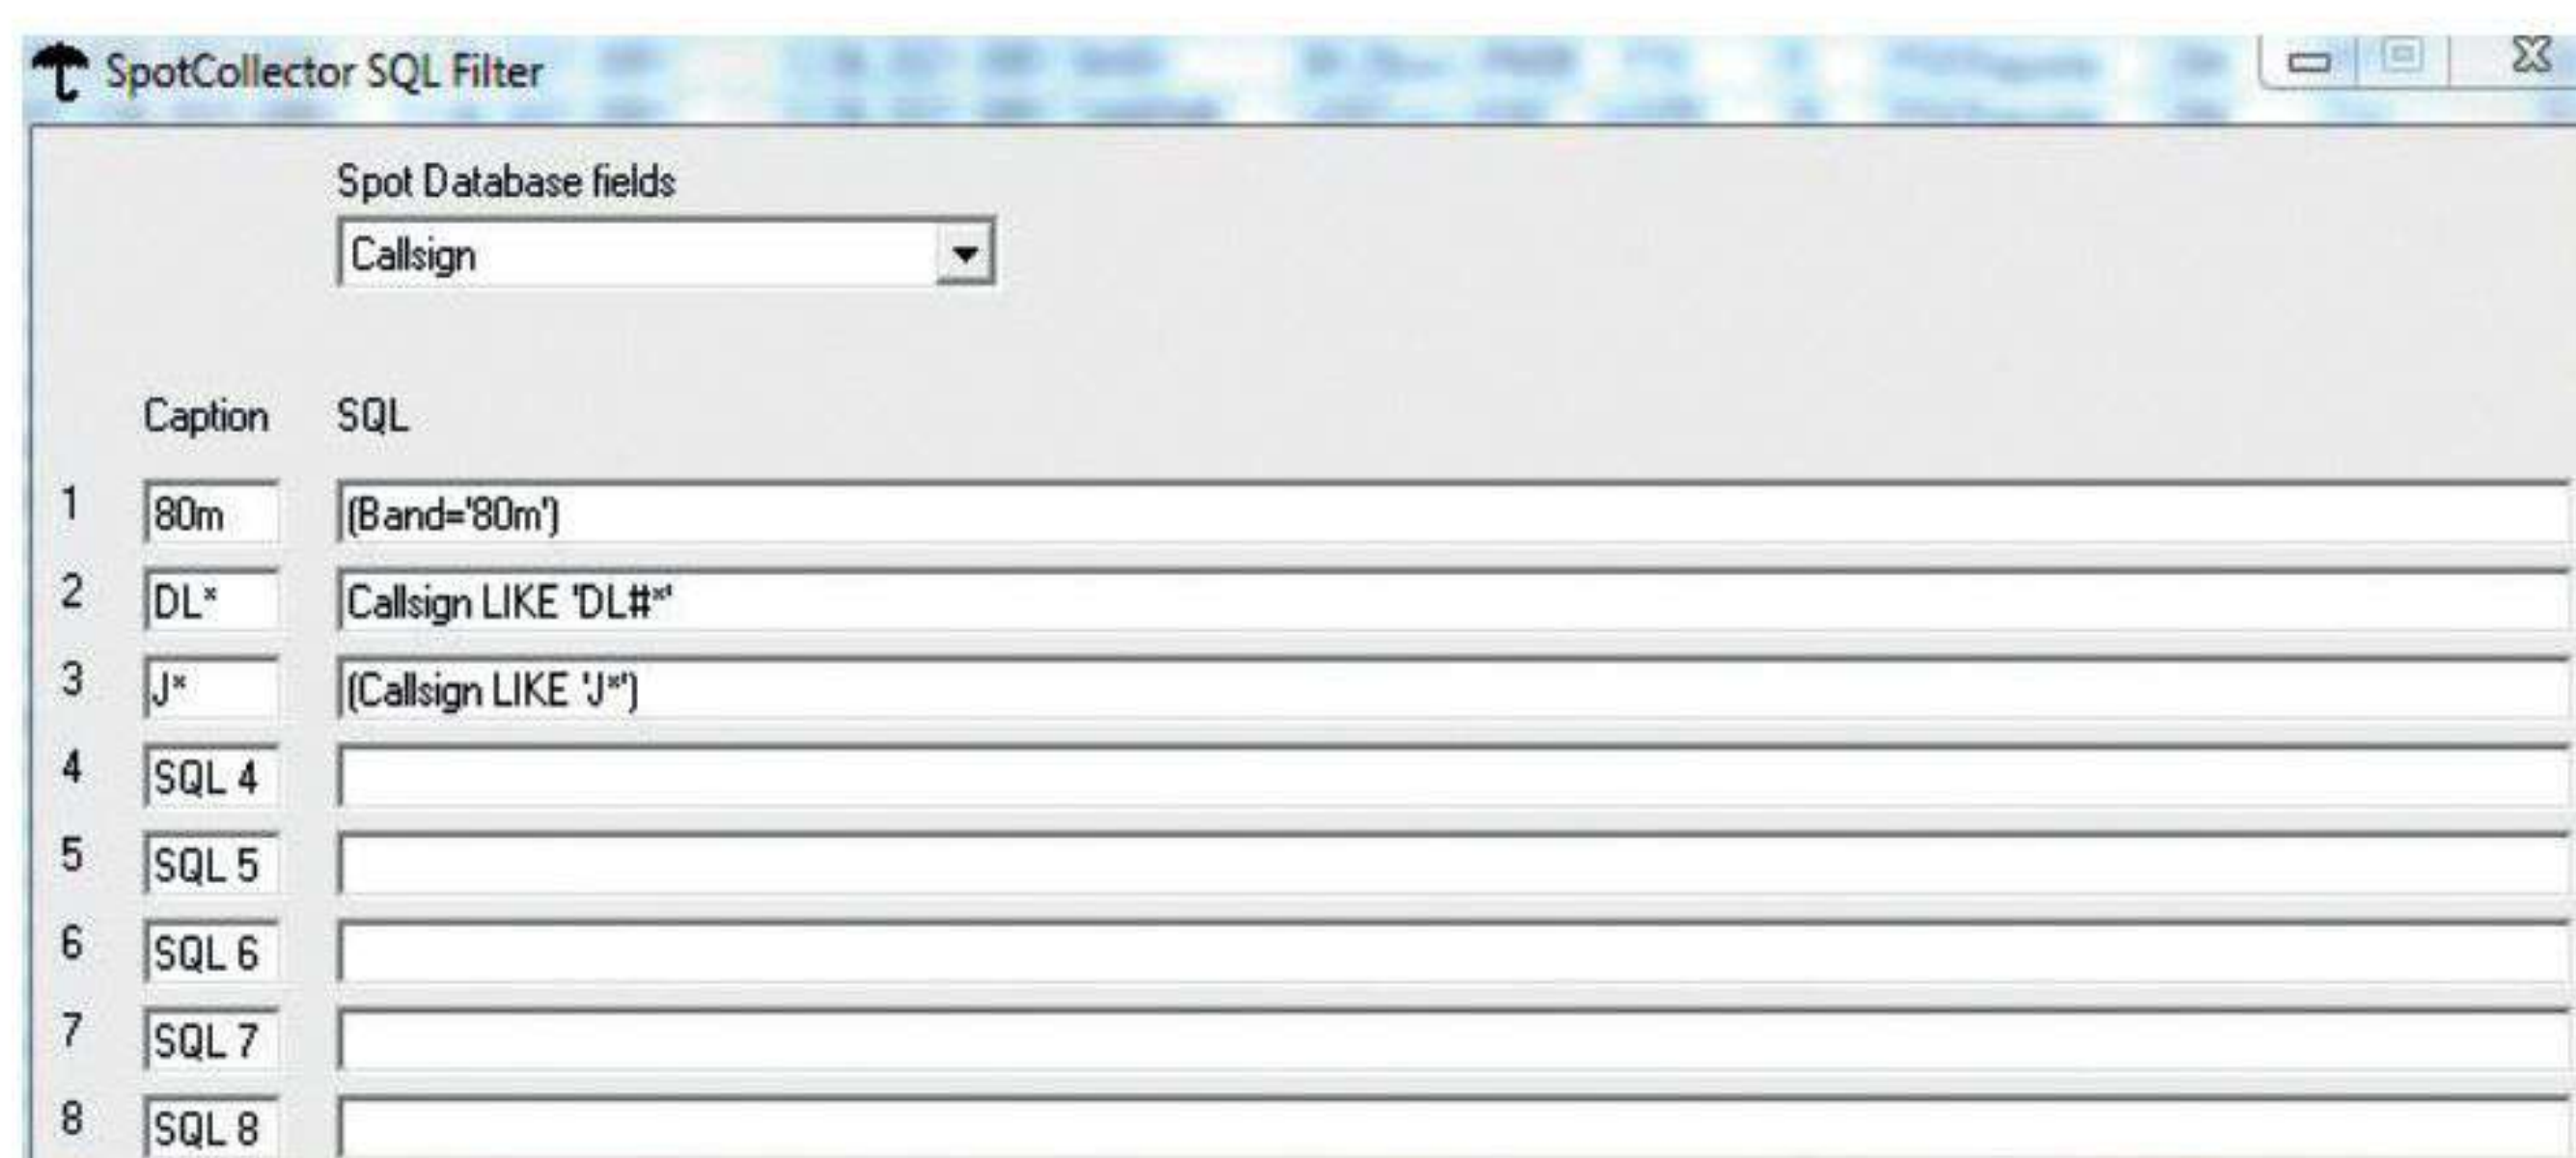 SpotCollector SQL Filter
Spot Database fields
Callsign
Caption SQL
1 80m (Band='80m')
2 DL* Callsign LIKE 'DL#*'
3 J* (Callsign LIKE 'J*')
4 SQL 4
5 SQL 5
6 SQL 6
7 SQL 7
8 SQL 8